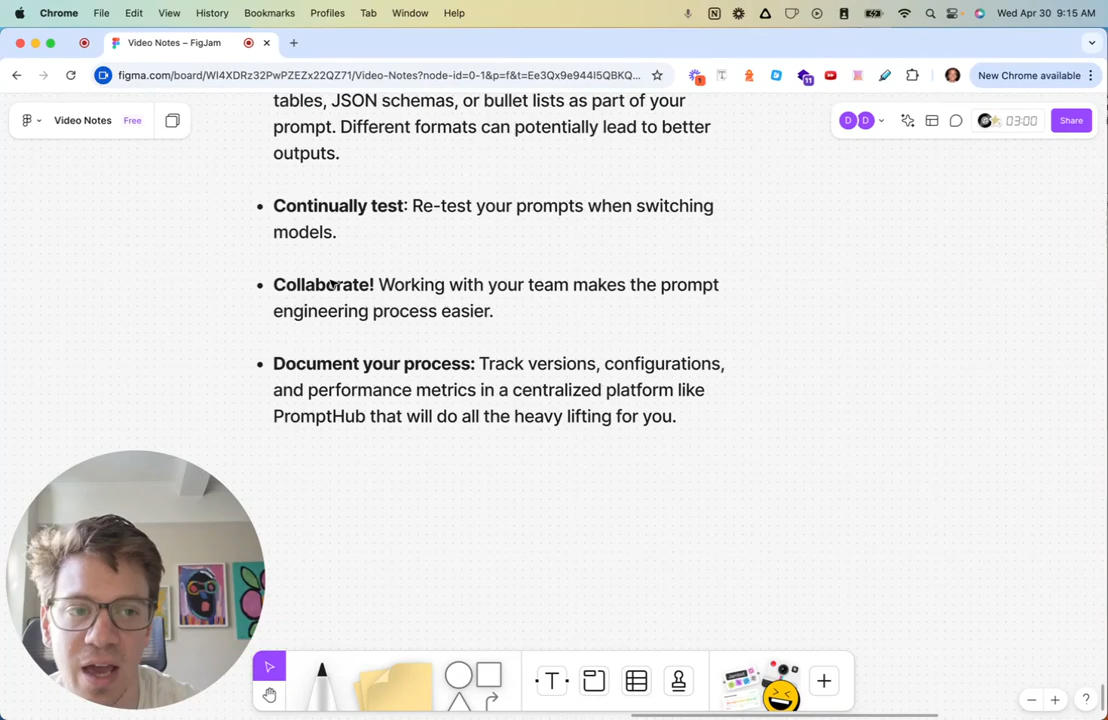 Chrome File Edit View History Bookmarks Profiles Tab Window Help Wed Apr 30 9:15 AM
Video Notes – FigJam
figma.com/board/WI4XDRz32PwPZEZx22QZ71/Video-Notes?node-id=0-1&p=f&t=Ee3Qx9e944I5QBKQ... 1 11 New Chrome available
Video Notes Free D D 03:00 Share
tables, JSON schemas, or bullet lists as part of your
prompt. Different formats can potentially lead to better
outputs.
• Continually test: Re-test your prompts when switching
models.
• Collaborate! Working with your team makes the prompt
engineering process easier.
• Document your process: Track versions, configurations,
and performance metrics in a centralized platform like
PromptHub that will do all the heavy lifting for you.
T